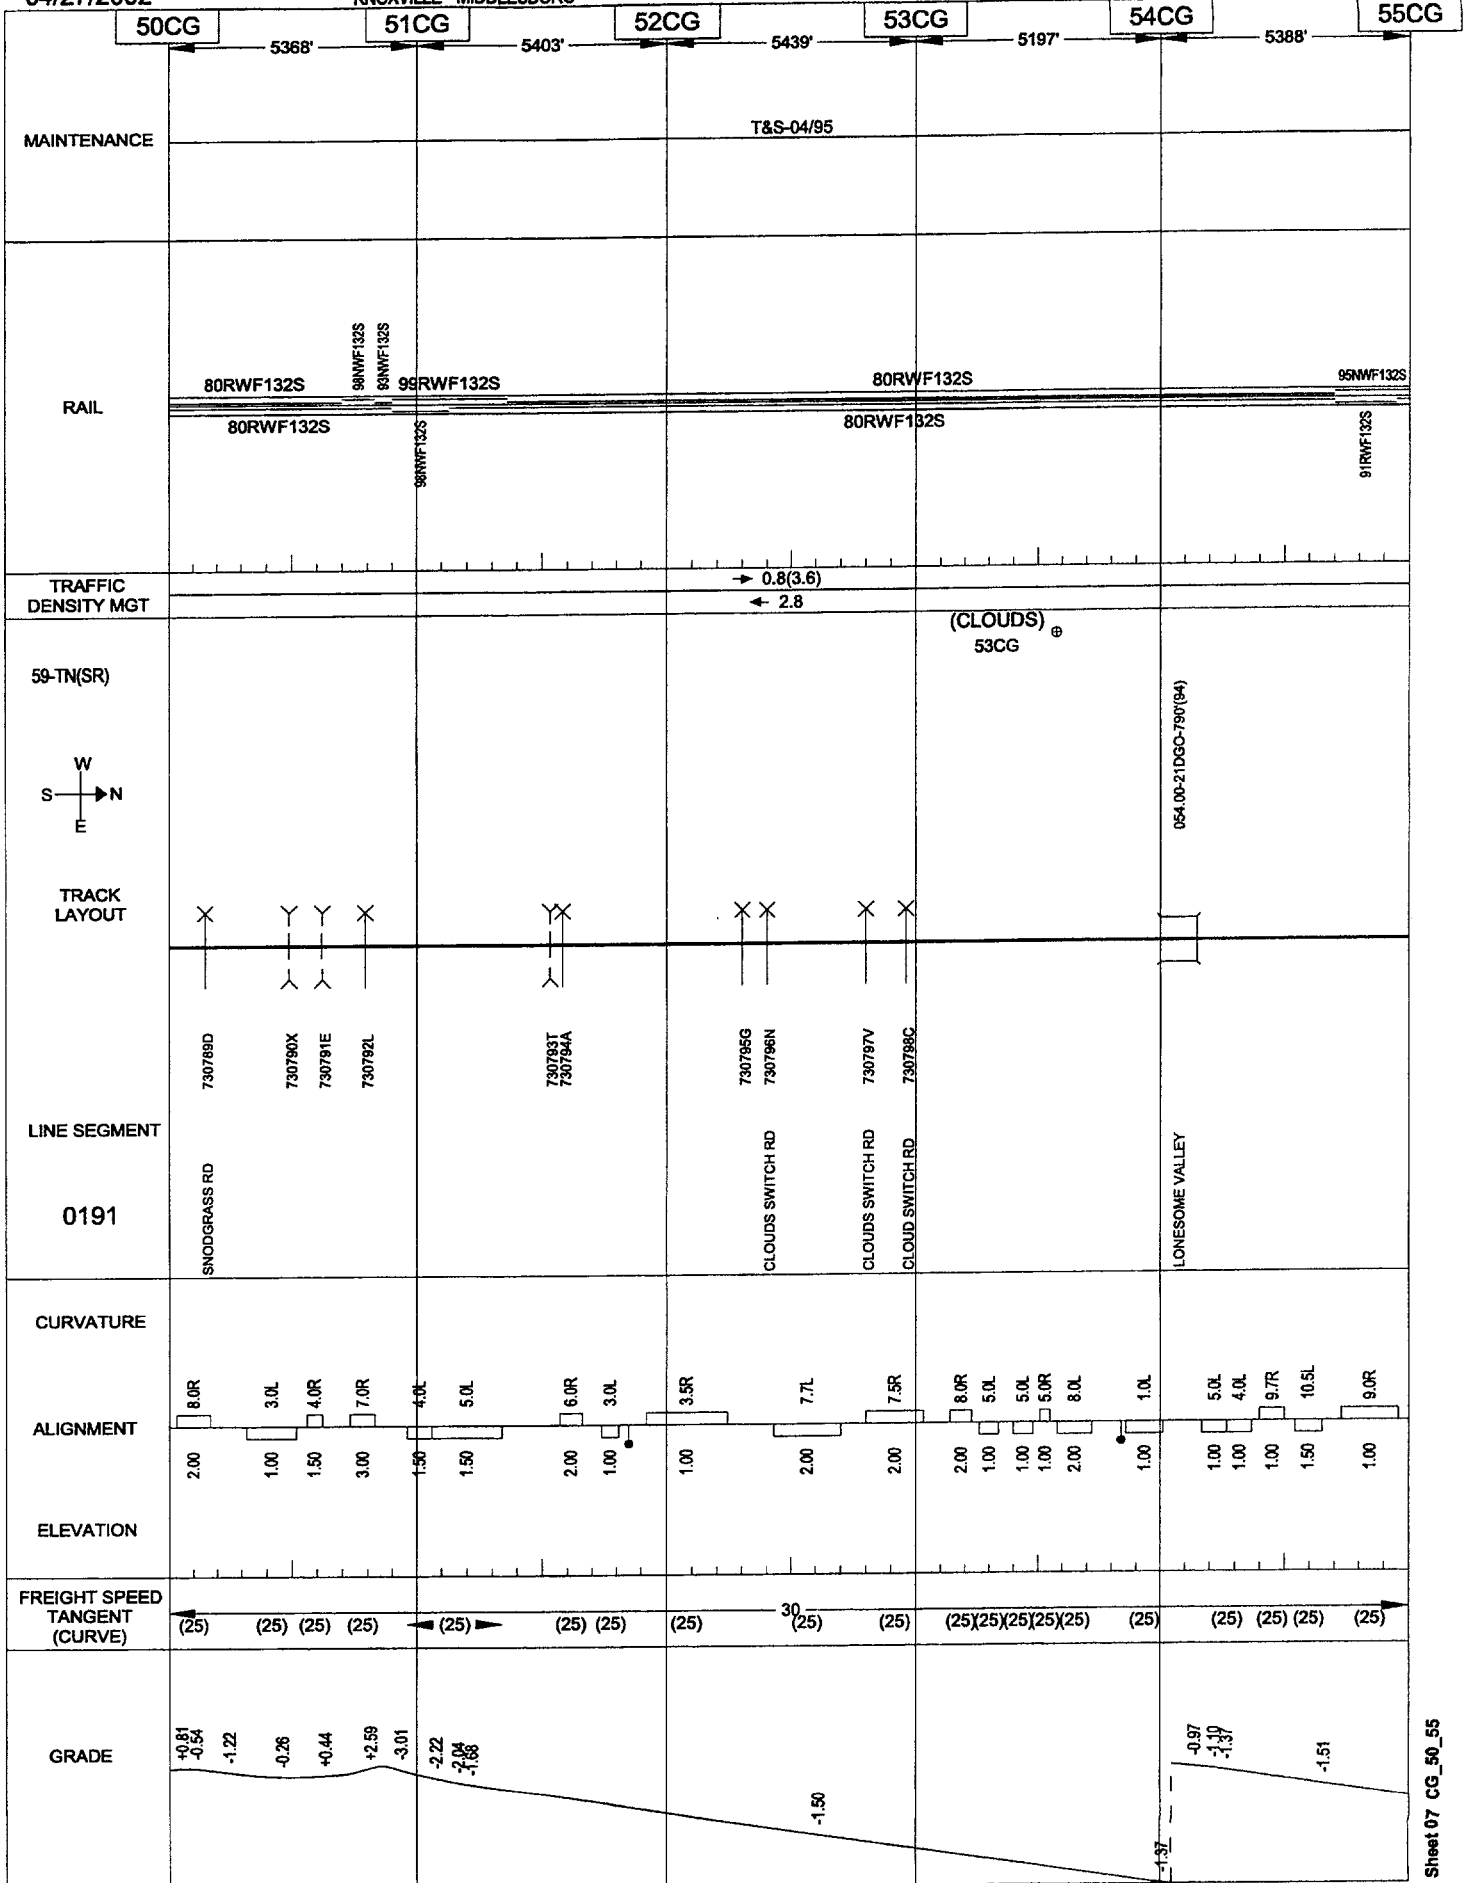 50CG 51CG 52CG 53CG 54CG 55CG
5368' 5403' 5439' 5197' 5388'
MAINTENANCE
T&S-04/95
98NWF132S 93NWF132S
80RWF132S 99RWF132S 80RWF132S 95NWF132S
RAIL
80RWF132S 98NWF132S 80RWF132S 91RWF132S
TRAFFIC
DENSITY MGT
0.8(3.6)
2.8
(CLOUDS)
53CG
59-TN(SR)
W
S N
E
054.00-21DGO-790'(94)
TRACK
LAYOUT
730789D 730790X 730791E 730792L 730793T 730794A 730795G 730796N 730797V 730798C
LINE SEGMENT
0191
SNODGRASS RD CLOUDS SWITCH RD CLOUDS SWITCH RD CLOUD SWITCH RD LONESOME VALLEY
CURVATURE
8.0R 3.0L 4.0R 7.0R 4.0L 5.0L 6.0R 3.0L 3.5R 7.7L 7.5R 8.0R 5.0L 5.0L 5.0R 8.0L 1.0L 5.0L 4.0L 9.7R 10.5L 9.0R
ALIGNMENT
2.00 1.00 1.50 3.00 1.50 1.50 2.00 1.00 1.00 2.00 2.00 2.00 1.00 1.00 1.00 2.00 1.00 1.00 1.00 1.00 1.50 1.00
ELEVATION
FREIGHT SPEED
TANGENT
(CURVE)
30
(25) (25) (25) (25) (25) (25) (25) (25) (25) (25) (25)(25)(25)(25)(25) (25) (25) (25) (25) (25)
GRADE
+0.81 -0.54 -1.22 -0.26 +0.44 +2.59 -3.01 -2.22 -2.04 -1.68 -1.50 -1.37 -0.97 -1.10 -1.37 -1.51
Sheet 07 CG_50_55